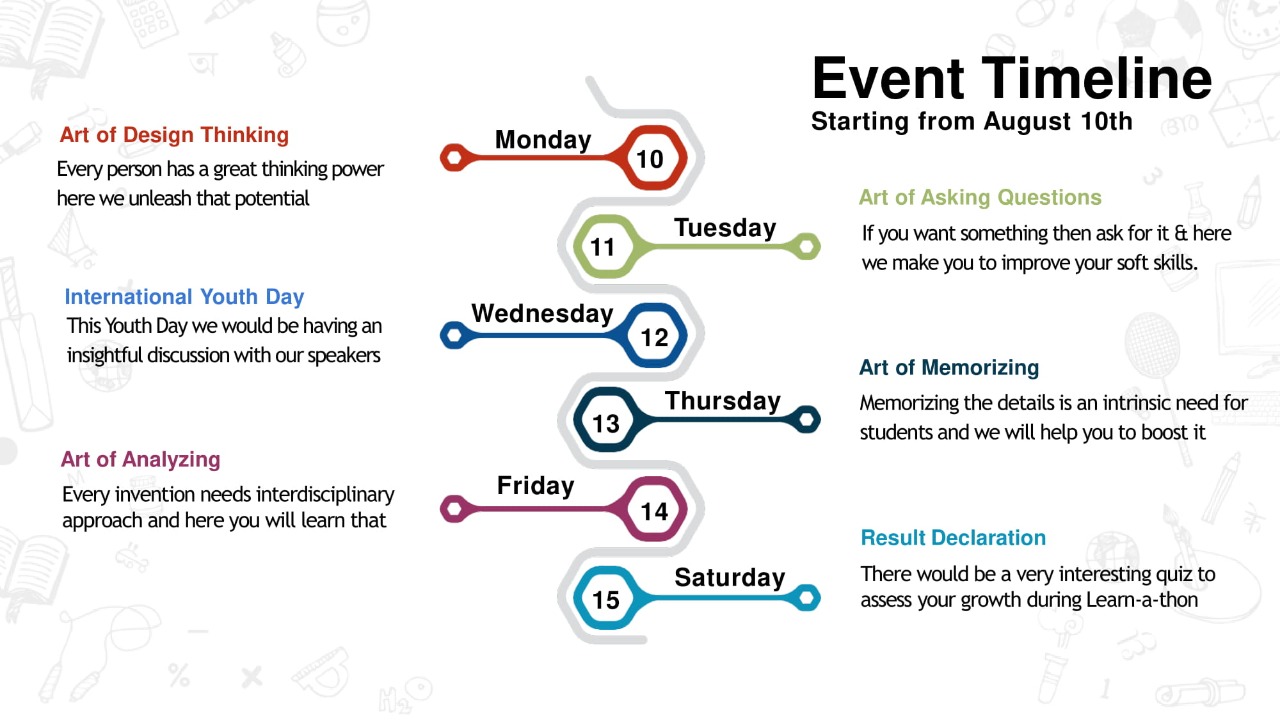 Event Timeline
Starting from August 10th
Monday
10
Art of Design Thinking
Every person has a great thinking power
here we unleash that potential
Tuesday
11
Art of Asking Questions
If you want something then ask for it & here
we make you to improve your soft skills.
Wednesday
12
International Youth Day
This Youth Day we would be having an
insightful discussion with our speakers
Thursday
13
Art of Memorizing
Memorizing the details is an intrinsic need for
students and we will help you to boost it
Friday
14
Art of Analyzing
Every invention needs interdisciplinary
approach and here you will learn that
Saturday
15
Result Declaration
There would be a very interesting quiz to
assess your growth during Learn-a-thon